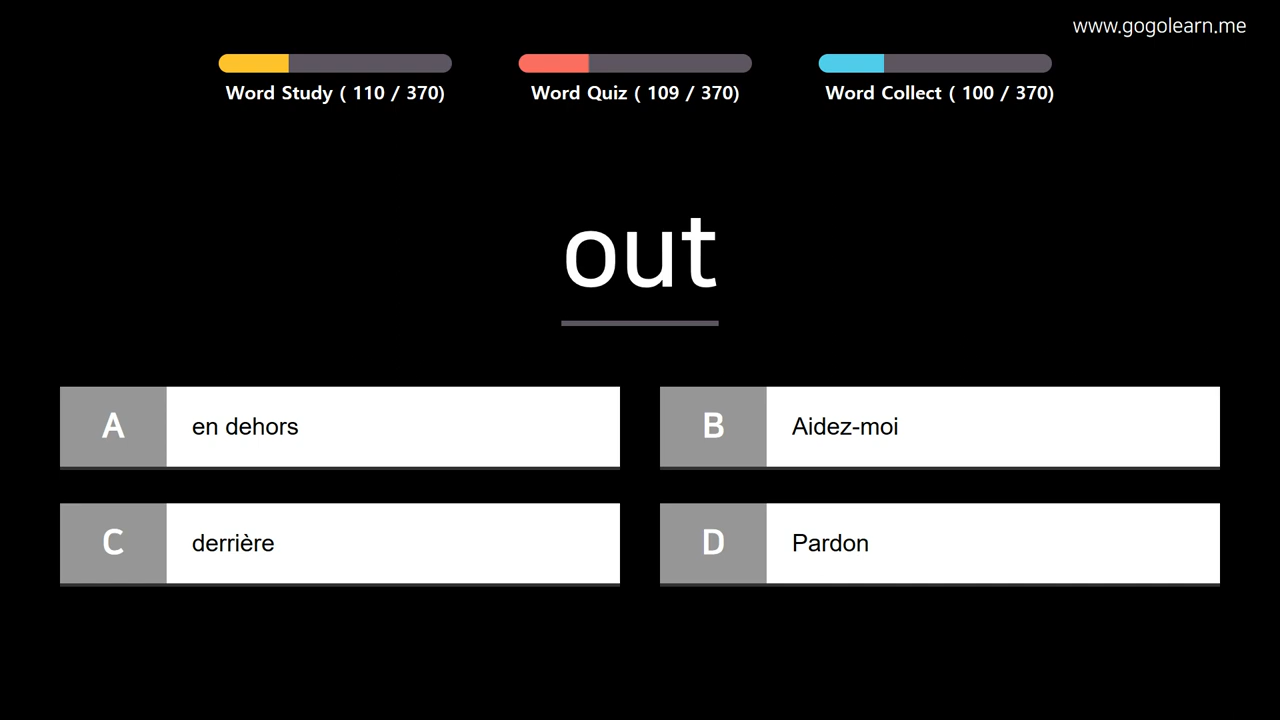 www.gogolearn.me
Word Study ( 110 / 370)
Word Quiz ( 109 / 370)
Word Collect ( 100 / 370)
out
A en dehors
B Aidez-moi
C derrière
D Pardon